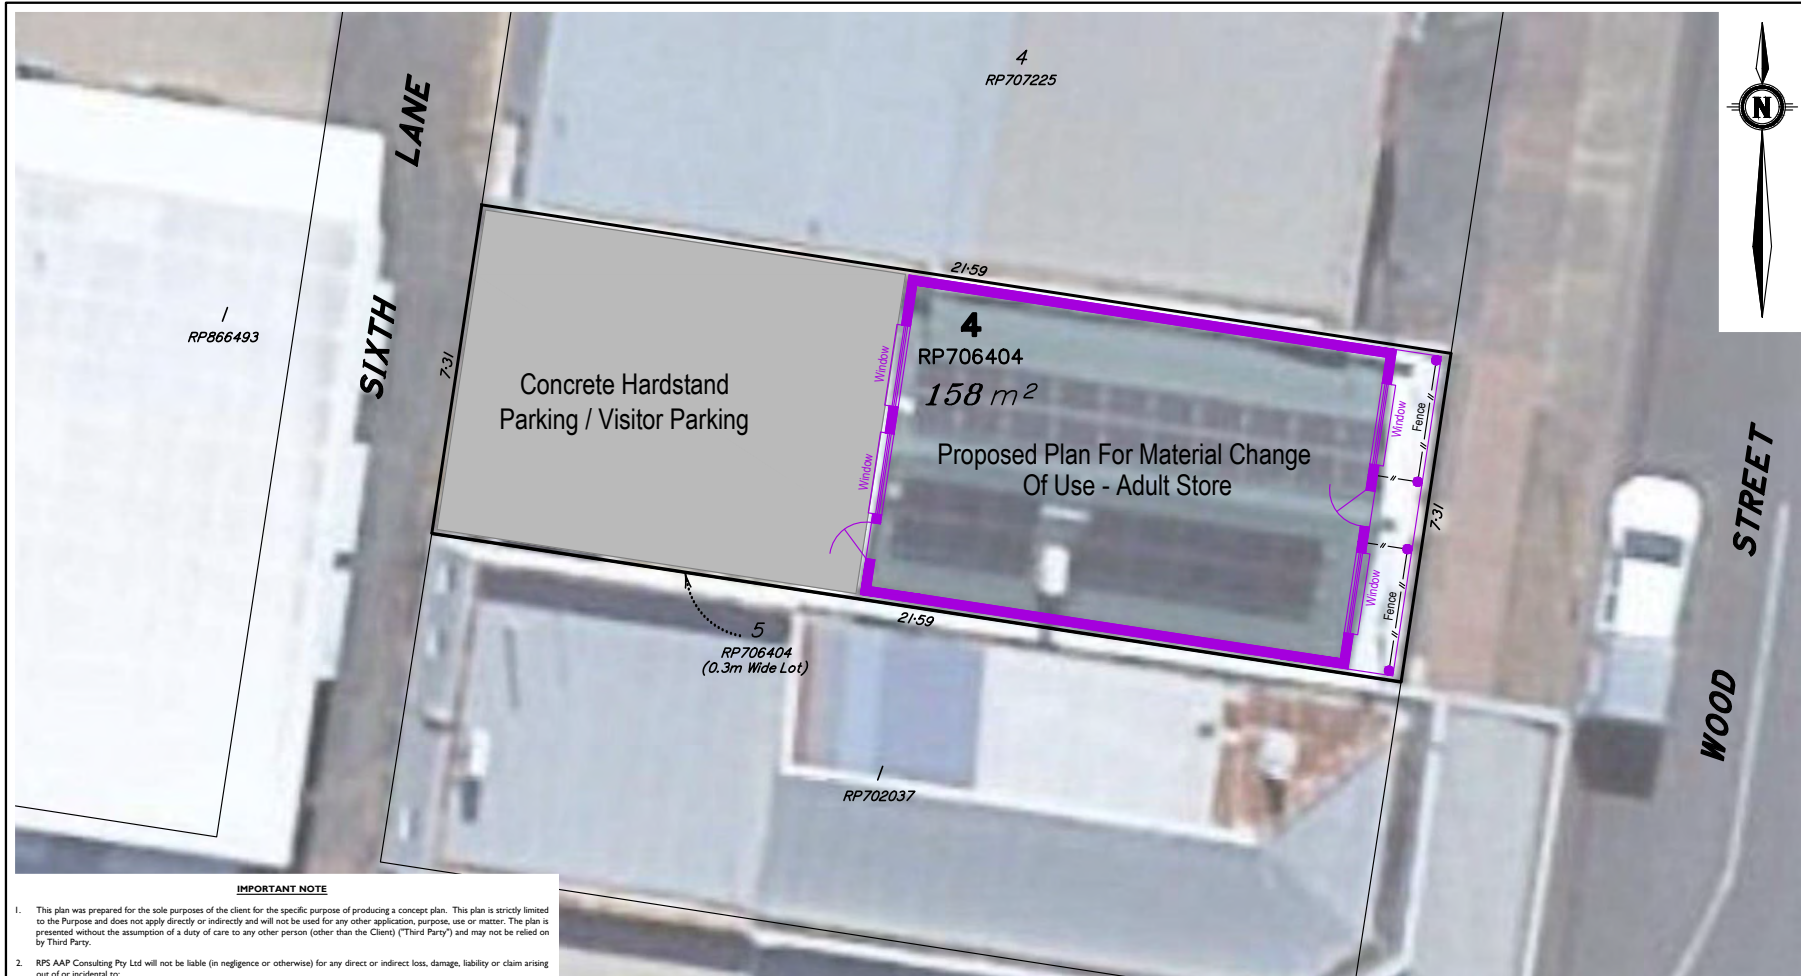 4
RP707225
N
LANE
SIXTH
1
RP866493
7·31
21·59
4
RP706404
158 m²
Concrete Hardstand
Parking / Visitor Parking
Window
Window
Proposed Plan For Material Change
Of Use - Adult Store
Window
Fence
Window
Fence
7·31
STREET
WOOD
21·59
5
RP706404
(0.3m Wide Lot)
1
RP702037
IMPORTANT NOTE
1. This plan was prepared for the sole purposes of the client for the specific purpose of producing a concept plan. This plan is strictly limited
to the Purpose and does not apply directly or indirectly and will not be used for any other application, purpose, use or matter. The plan is
presented without the assumption of a duty of care to any other person (other than the Client) ("Third Party") and may not be relied on
by Third Party.
2. RPS AAP Consulting Pty Ltd will not be liable (in negligence or otherwise) for any direct or indirect loss, damage, liability or claim arising
out of or incidental to: